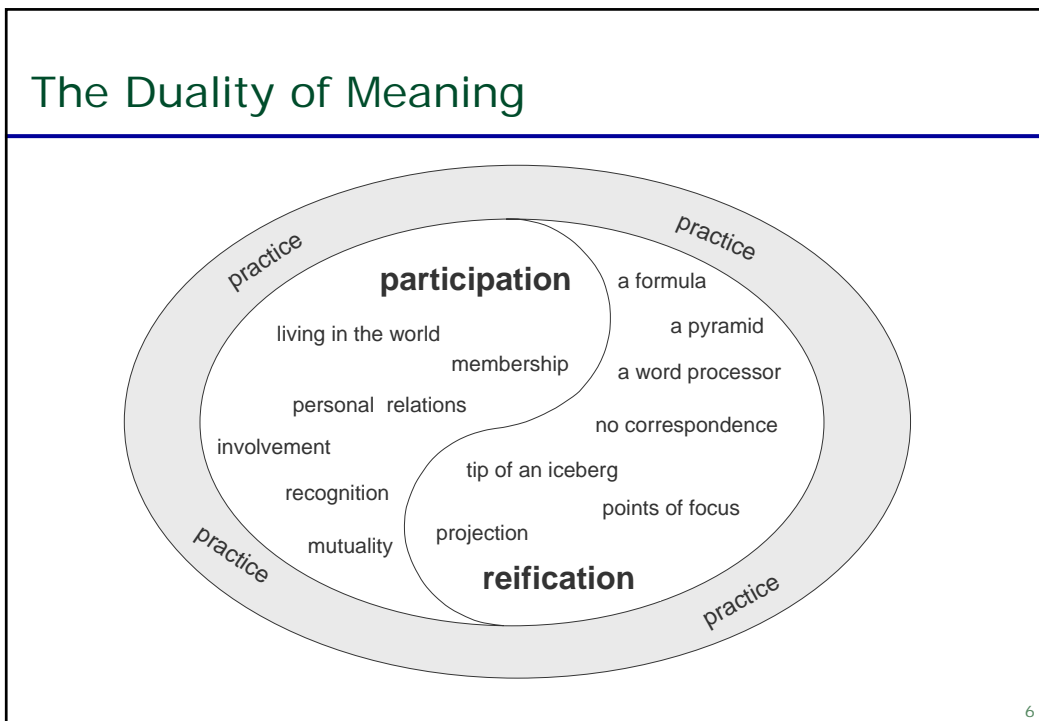 The Duality of Meaning
practice
practice
participation
living in the world
membership
personal relations
involvement
recognition
mutuality
a formula
a pyramid
a word processor
no correspondence
tip of an iceberg
points of focus
projection
reification
practice
practice
6